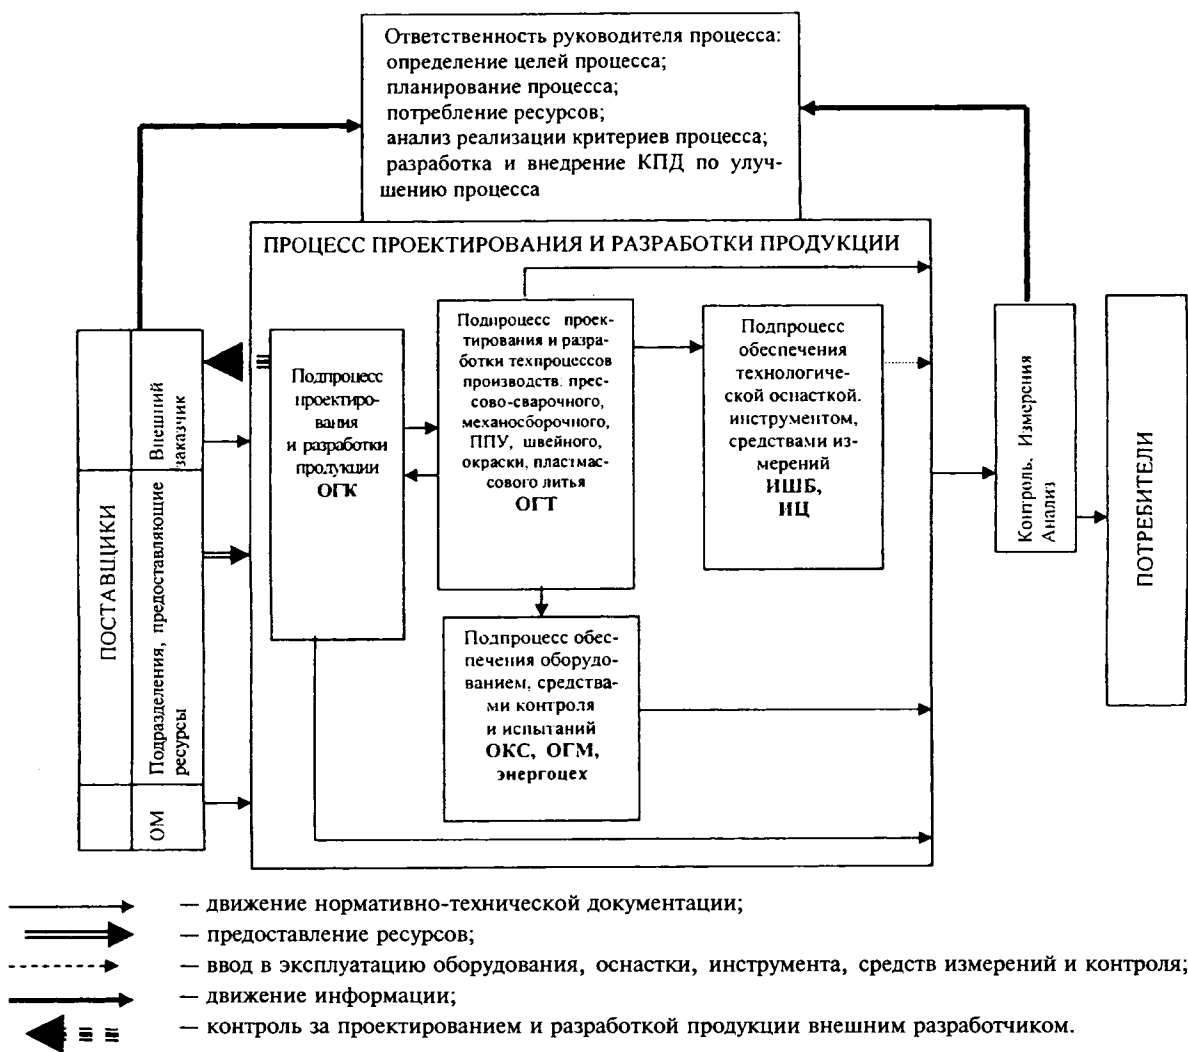 Ответственность руководителя процесса:
определение целей процесса;
планирование процесса;
потребление ресурсов;
анализ реализации критериев процесса;
разработка и внедрение КПД по улуч-
шению процесса
ПРОЦЕСС ПРОЕКТИРОВАНИЯ И РАЗРАБОТКИ ПРОДУКЦИИ
ПОСТАВЩИКИ
Внешний
заказчик
Подразделения, предоставляющие
ресурсы
ОМ
Подпроцесс
проектиро-
вания
и разработки
продукции
ОГК
Подпроцесс проек-
тирования и разра-
ботки техпроцессов
производств: прес-
сово-сварочного,
механосборочного,
ППУ, швейного,
окраски, пластмас-
сового литья
ОГТ
Подпроцесс
обеспечения
технологиче-
ской оснасткой.
инструментом,
средствами из-
мерений
ИШБ,
ИЦ
Подпроцесс обес-
печения оборудо-
ванием, средства-
ми контроля
и испытаний
ОКС, ОГМ,
энергоцех
Контроль, Измерения
Анализ
ПОТРЕБИТЕЛИ
— движение нормативно-технической документации;
— предоставление ресурсов;
— ввод в эксплуатацию оборудования, оснастки, инструмента, средств измерений и контроля;
— движение информации;
— контроль за проектированием и разработкой продукции внешним разработчиком.